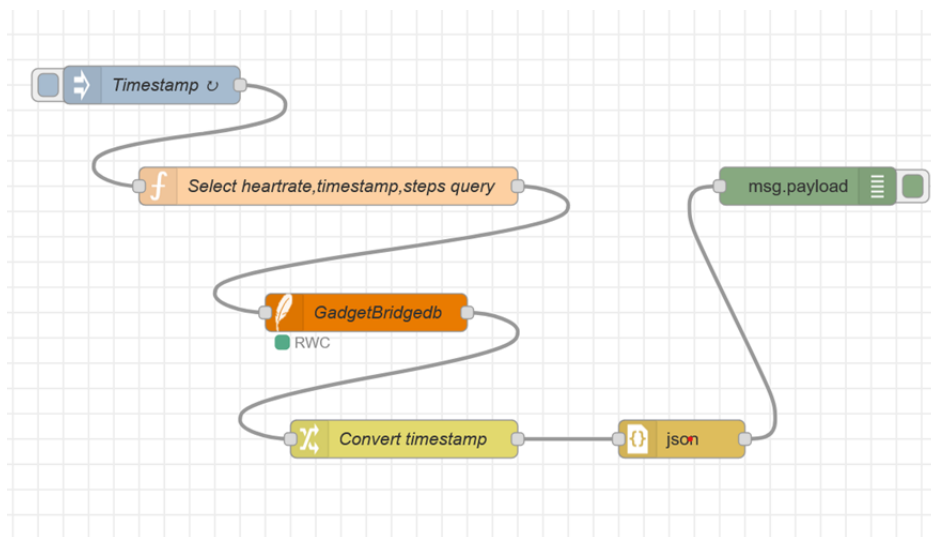 Timestamp ↻
Select heartrate,timestamp,steps query
msg.payload
GadgetBridgedb
RWC
Convert timestamp
json